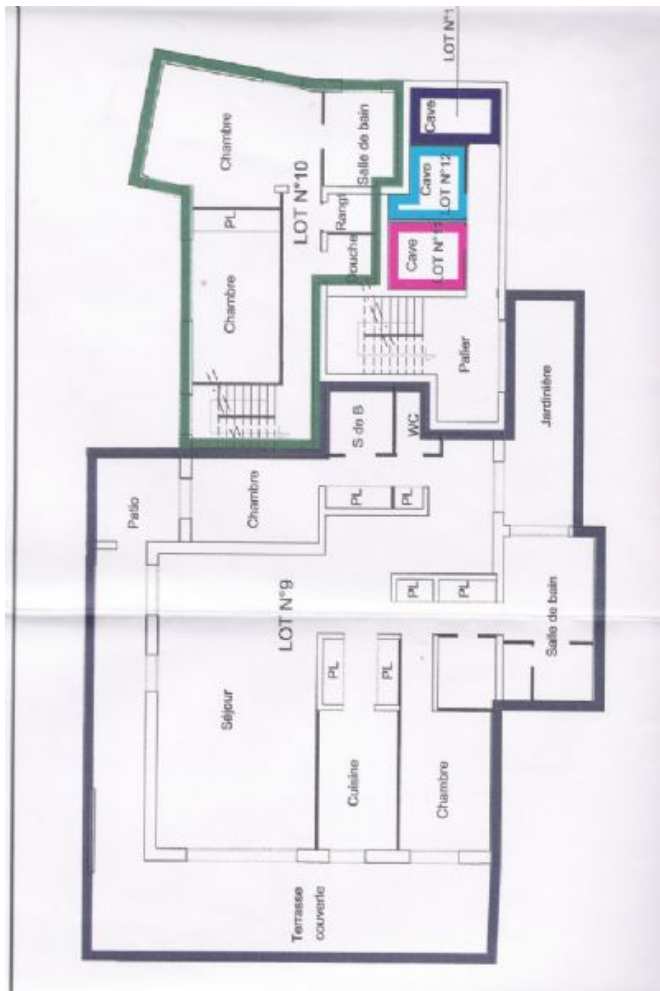 Patio
Séjour
Chambre
Chambre
PL
Chambre
LOT N°9
LOT N°10
Terrasse
couverte
PL
Cuisine
PL
PL
PL
S de B
WC
Douche
Rangt
Salle de bain
Chambre
PL
PL
Palier
Cave
LOT N°11
Cave
LOT N°12
Cave
LOT N°1
Salle de bain
Jardinière